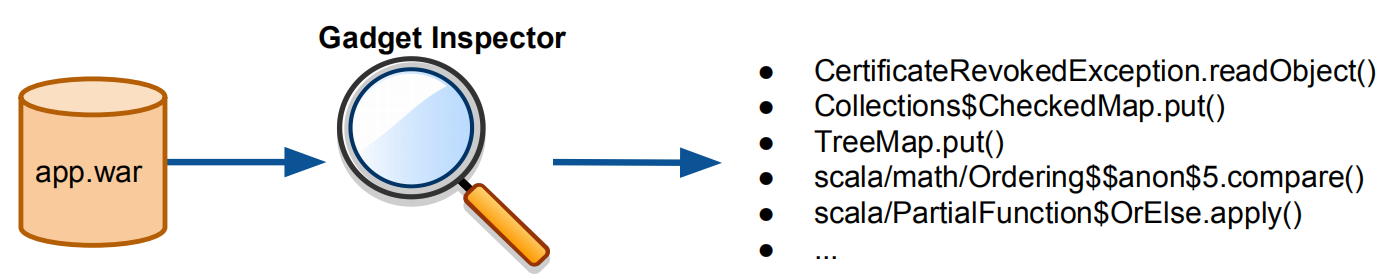 Gadget Inspector
app.war
● CertificateRevokedException.readObject()
● Collections$CheckedMap.put()
● TreeMap.put()
● scala/math/Ordering$$anon$5.compare()
● scala/PartialFunction$OrElse.apply()
● ...